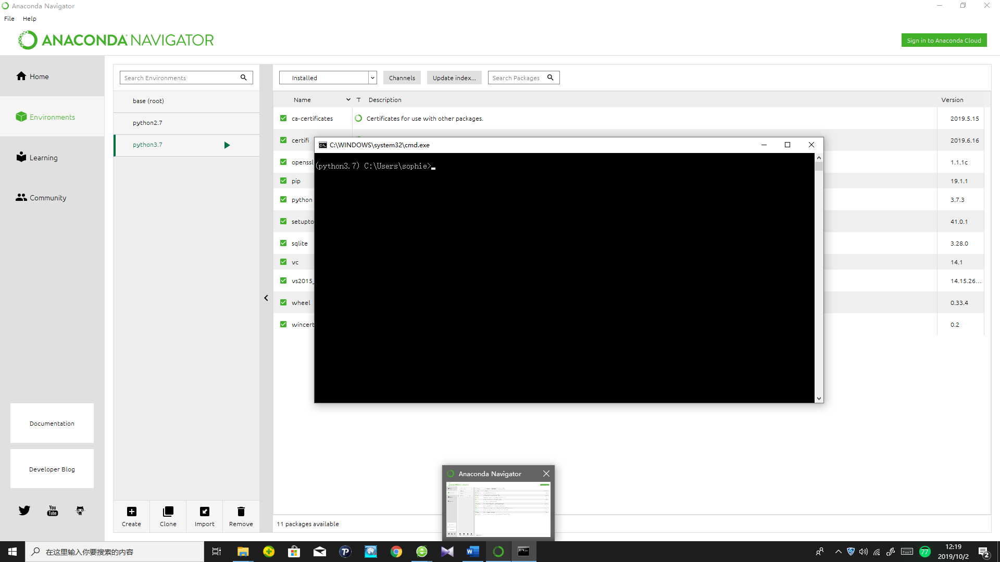 Anaconda Navigator
File Help
ANACONDA NAVIGATOR
Sign in to Anaconda Cloud
Home
Environments
Learning
Community
Documentation
Developer Blog
You
Tube
Search Environments
base (root)
python2.7
python3.7
Create
Clone
Import
Remove
Installed
Channels
Update index...
Search Packages
Name T Description Version
ca-certificates Certificates for use with other packages. 2019.5.15
certifi 2019.6.16
openssl 1.1.1c
pip 19.1.1
python 3.7.3
setupto 41.0.1
sqlite 3.28.0
vc 14.1
vs2015_ 14.15.26...
wheel 0.33.4
wincert 0.2
11 packages available
C:\WINDOWS\system32\cmd.exe
(python3.7) C:\Users\sophie>
Anaconda Navigator
在这里输入你要搜索的内容
77
12:19
2019/10/2
2